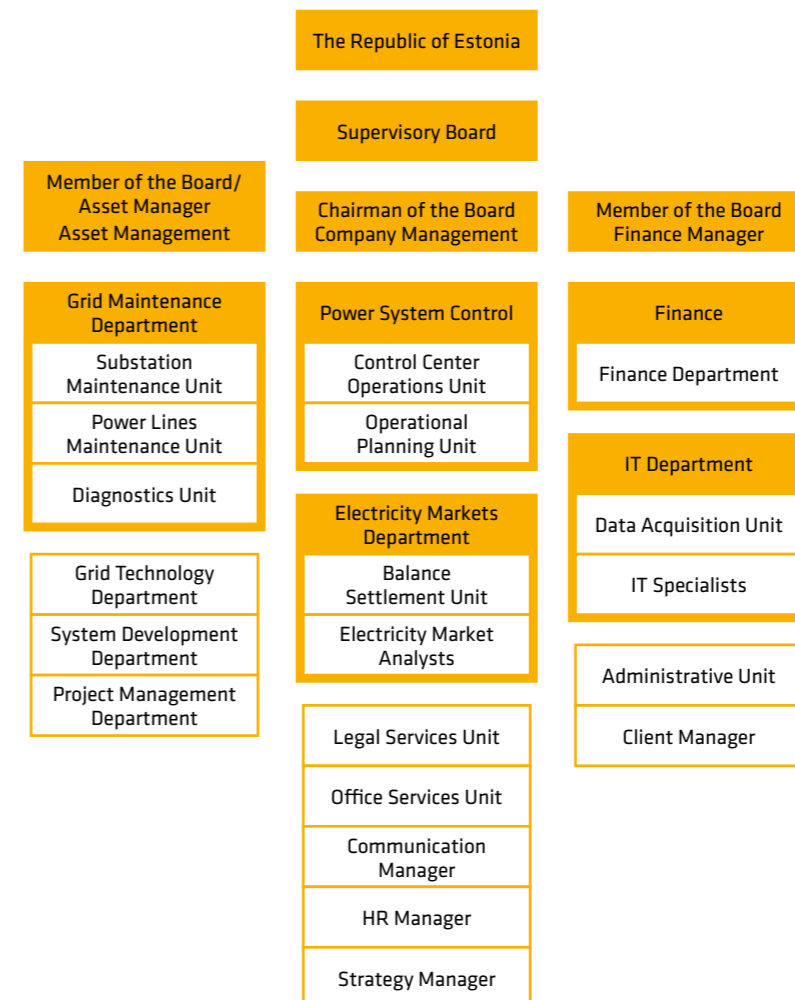 The Republic of Estonia
Supervisory Board
Member of the Board/
Asset Manager
Asset Management
Chairman of the Board
Company Management
Member of the Board
Finance Manager
Grid Maintenance
Department
Substation
Maintenance Unit
Power Lines
Maintenance Unit
Diagnostics Unit
Grid Technology
Department
System Development
Department
Project Management
Department
Power System Control
Control Center
Operations Unit
Operational
Planning Unit
Electricity Markets
Department
Balance
Settlement Unit
Electricity Market
Analysts
Legal Services Unit
Office Services Unit
Communication
Manager
HR Manager
Strategy Manager
Finance
Finance Department
IT Department
Data Acquisition Unit
IT Specialists
Administrative Unit
Client Manager